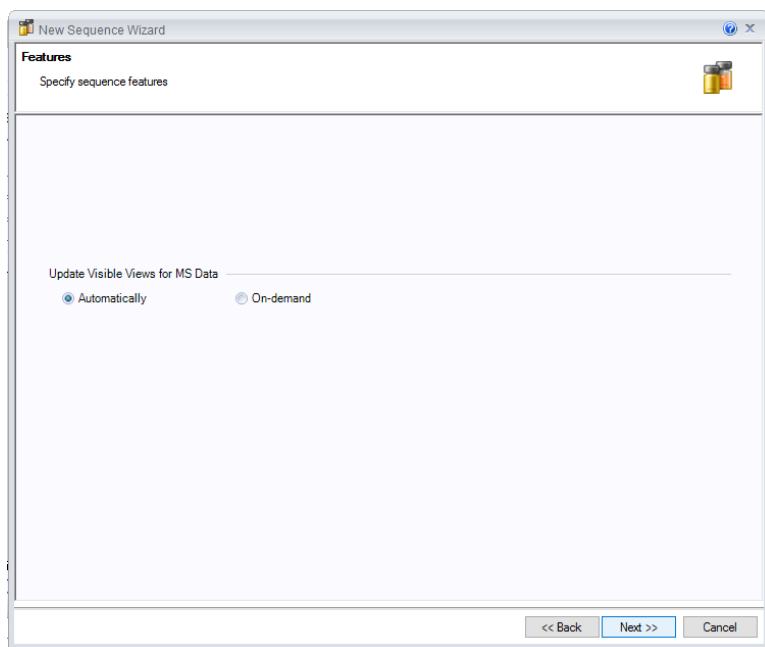 New Sequence Wizard
Features
Specify sequence features
Update Visible Views for MS Data
Automatically On-demand
<< Back Next >> Cancel